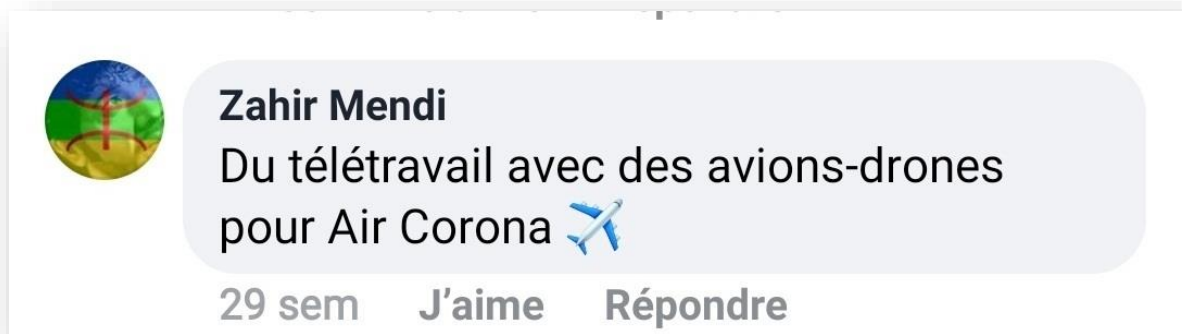 Zahir Mendi
Du télétravail avec des avions-drones
pour Air Corona ✈️
29 sem J’aime Répondre